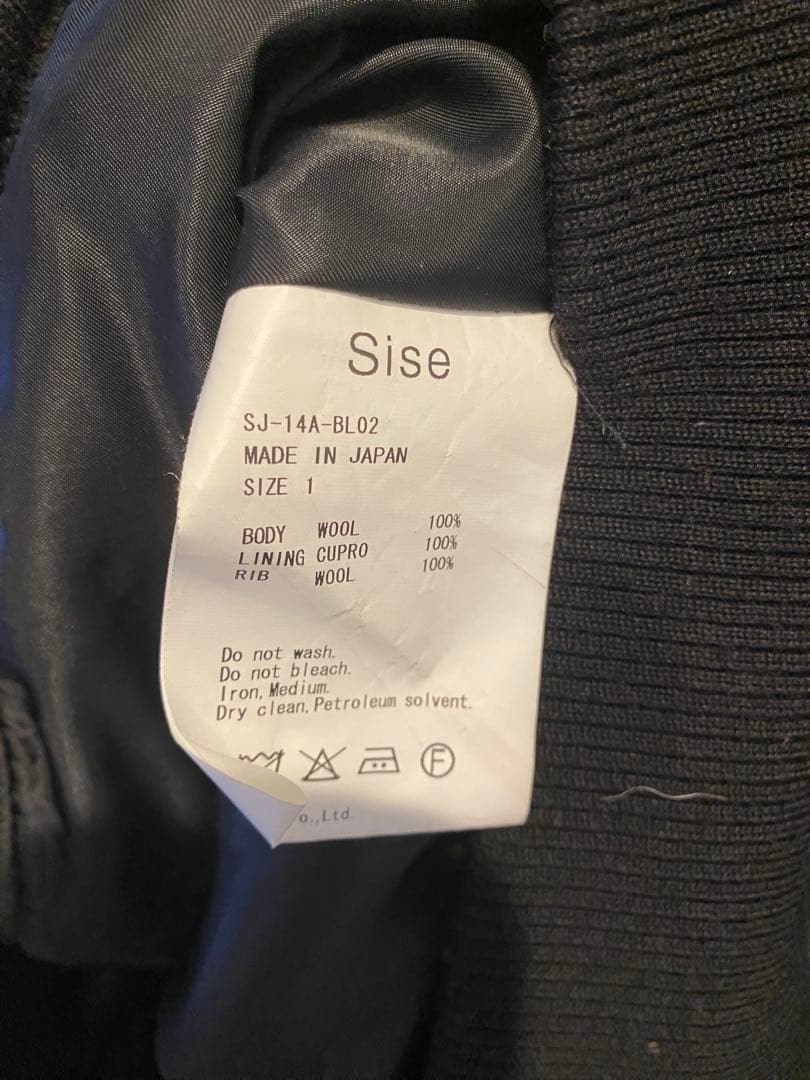 Sise
SJ-14A-BL02
MADE IN JAPAN
SIZE 1
BODY WOOL 100%
LINING CUPRO 100%
RIB WOOL 100%
Do not wash.
Do not bleach.
Iron,Medium.
Dry clean,Petroleum solvent.
F
o.,Ltd.